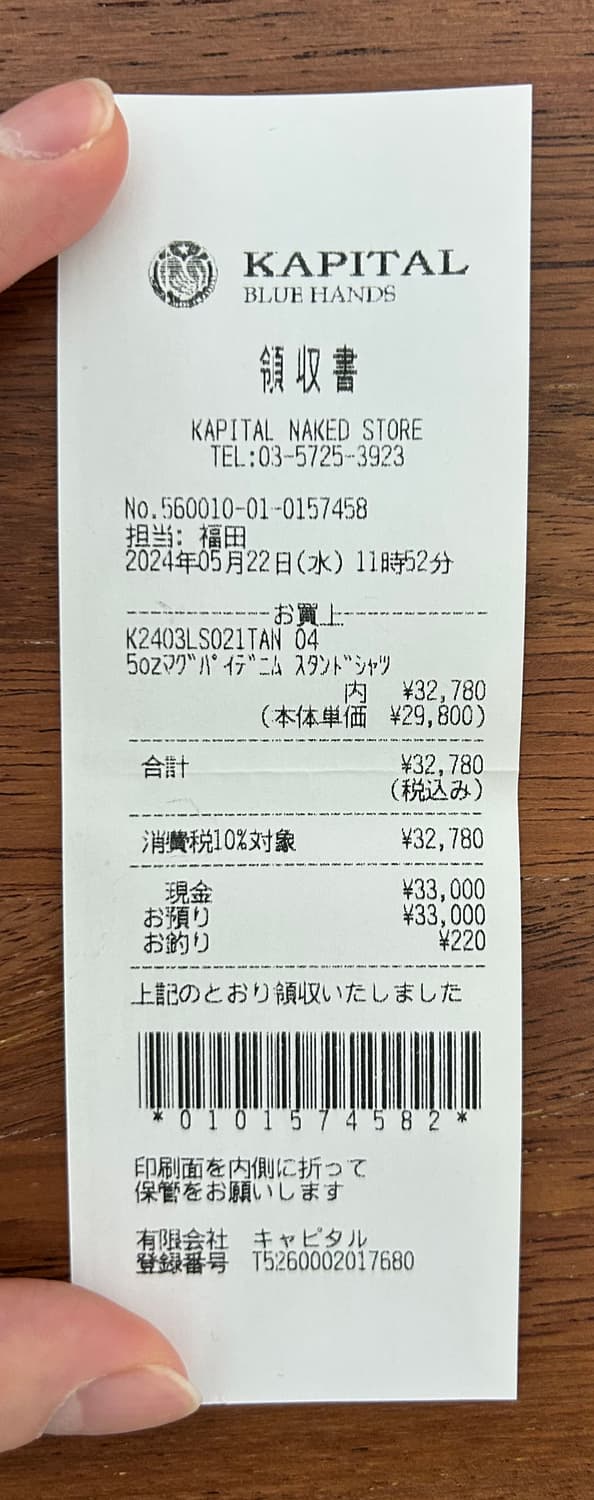 KAPITAL
BLUE HANDS
領収書
KAPITAL NAKED STORE
TEL:03-5725-3923
No.560010-01-0157458
担当: 福田
2024年05月22日(水) 11時52分
お買上
K2403LS021TAN 04
5ozﾏｸﾞﾊﾟｲﾃﾞﾆﾑ ｽﾀﾝﾄﾞｼｬﾂ
内 ¥32,780
(本体単価 ¥29,800)
合計 ¥32,780
(税込み)
消費税10%対象 ¥32,780
現金 ¥33,000
お預り ¥33,000
お釣り ¥220
上記のとおり領収いたしました
*0101574582*
印刷面を内側に折って
保管をお願いします
有限会社 キャピタル
登録番号 T5260002017680